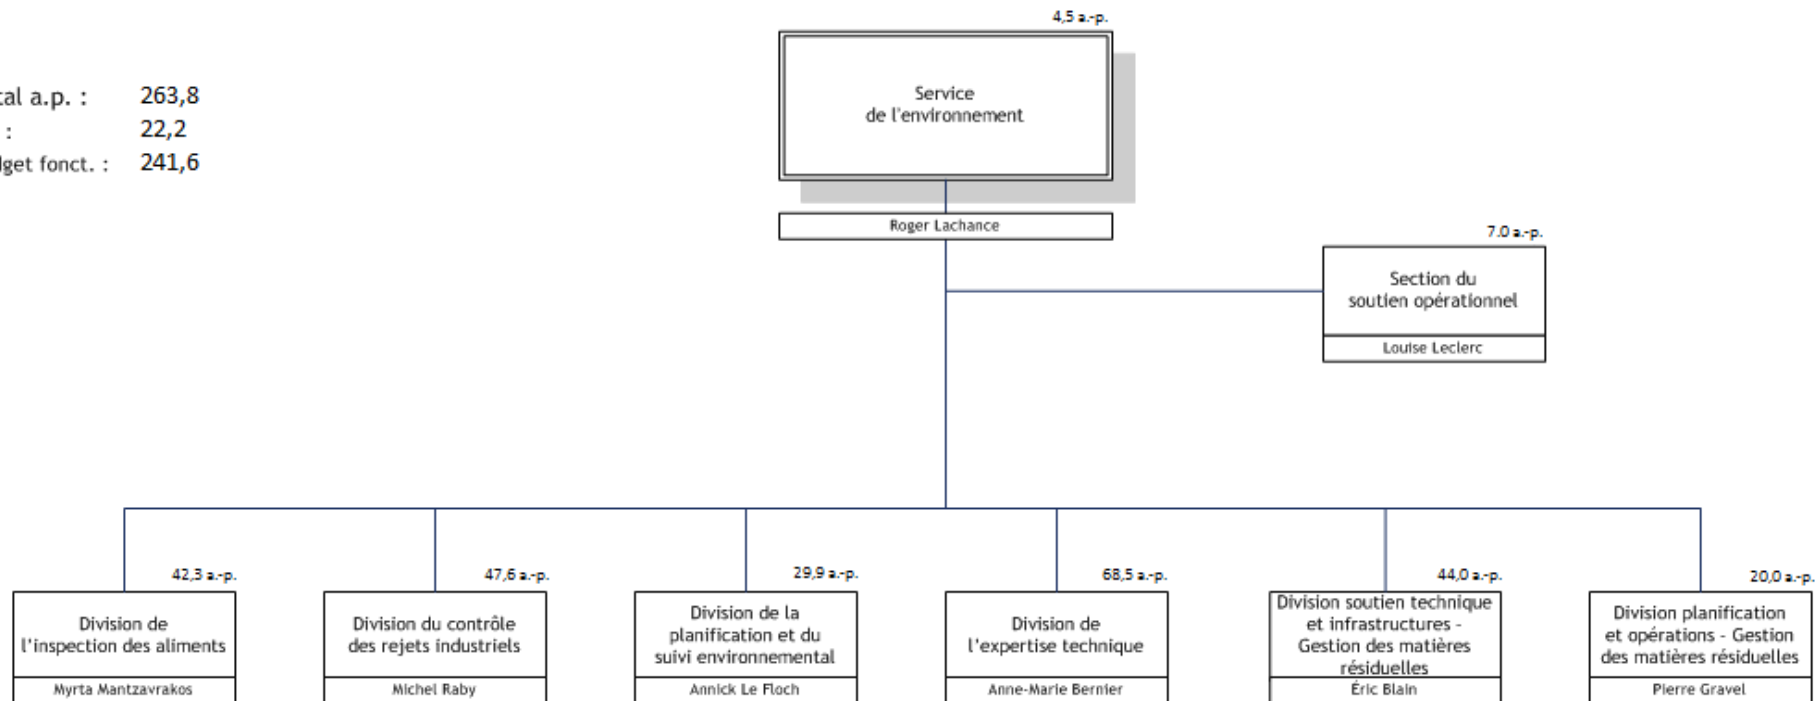 4,5 a.-p.
Service
de l'environnement
tal a.p. : 263,8
: 22,2
dget fonct. : 241,6
Roger Lachance
7.0 a.-p.
Section du
soutien opérationnel
Louise Leclerc
42,3 a.-p.
Division de
l'inspection des aliments
Myrta Mantzavrakos
47,6 a.-p.
Division du contrôle
des rejets industriels
Michel Raby
29,9 a.-p.
Division de la
planification et du
suivi environnemental
Annick Le Floch
68,5 a.-p.
Division de
l'expertise technique
Anne-Marie Bernier
44,0 a.-p.
Division soutien technique
et infrastructures -
Gestion des matières
résiduelles
Éric Blain
20,0 a.-p.
Division planification
et opérations - Gestion
des matières résiduelles
Pierre Gravel